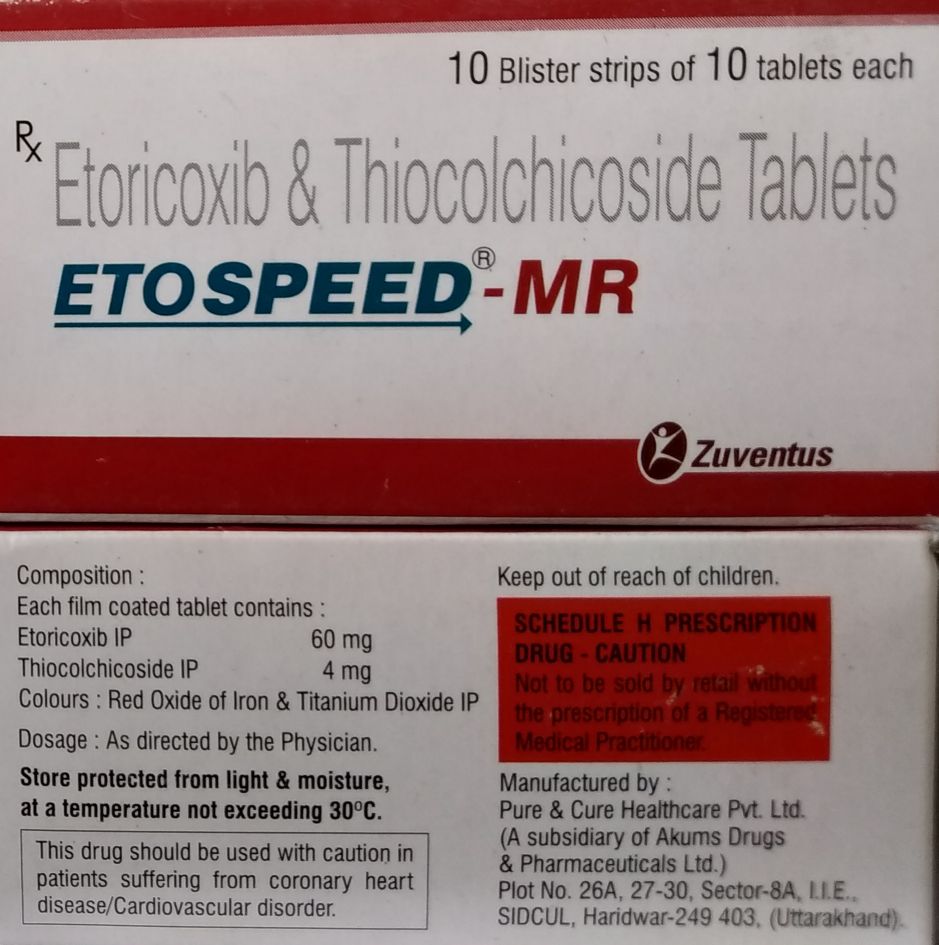 10 Blister strips of 10 tablets each
Rx Etoricoxib & Thiocolchicoside Tablets
ETOSPEED®-MR
Zuventus
Composition :
Each film coated tablet contains :
Etoricoxib IP 60 mg
Thiocolchicoside IP 4 mg
Colours : Red Oxide of Iron & Titanium Dioxide IP
Dosage : As directed by the Physician.
Store protected from light & moisture,
at a temperature not exceeding 30°C.
This drug should be used with caution in
patients suffering from coronary heart
disease/Cardiovascular disorder.
Keep out of reach of children.
SCHEDULE H PRESCRIPTION
DRUG - CAUTION
Not to be sold by retail without
the prescription of a Registered
Medical Practitioner.
Manufactured by :
Pure & Cure Healthcare Pvt. Ltd.
(A subsidiary of Akums Drugs
& Pharmaceuticals Ltd.)
Plot No. 26A, 27-30, Sector-8A, I.I.E.,
SIDCUL, Haridwar-249 403, (Uttarakhand).